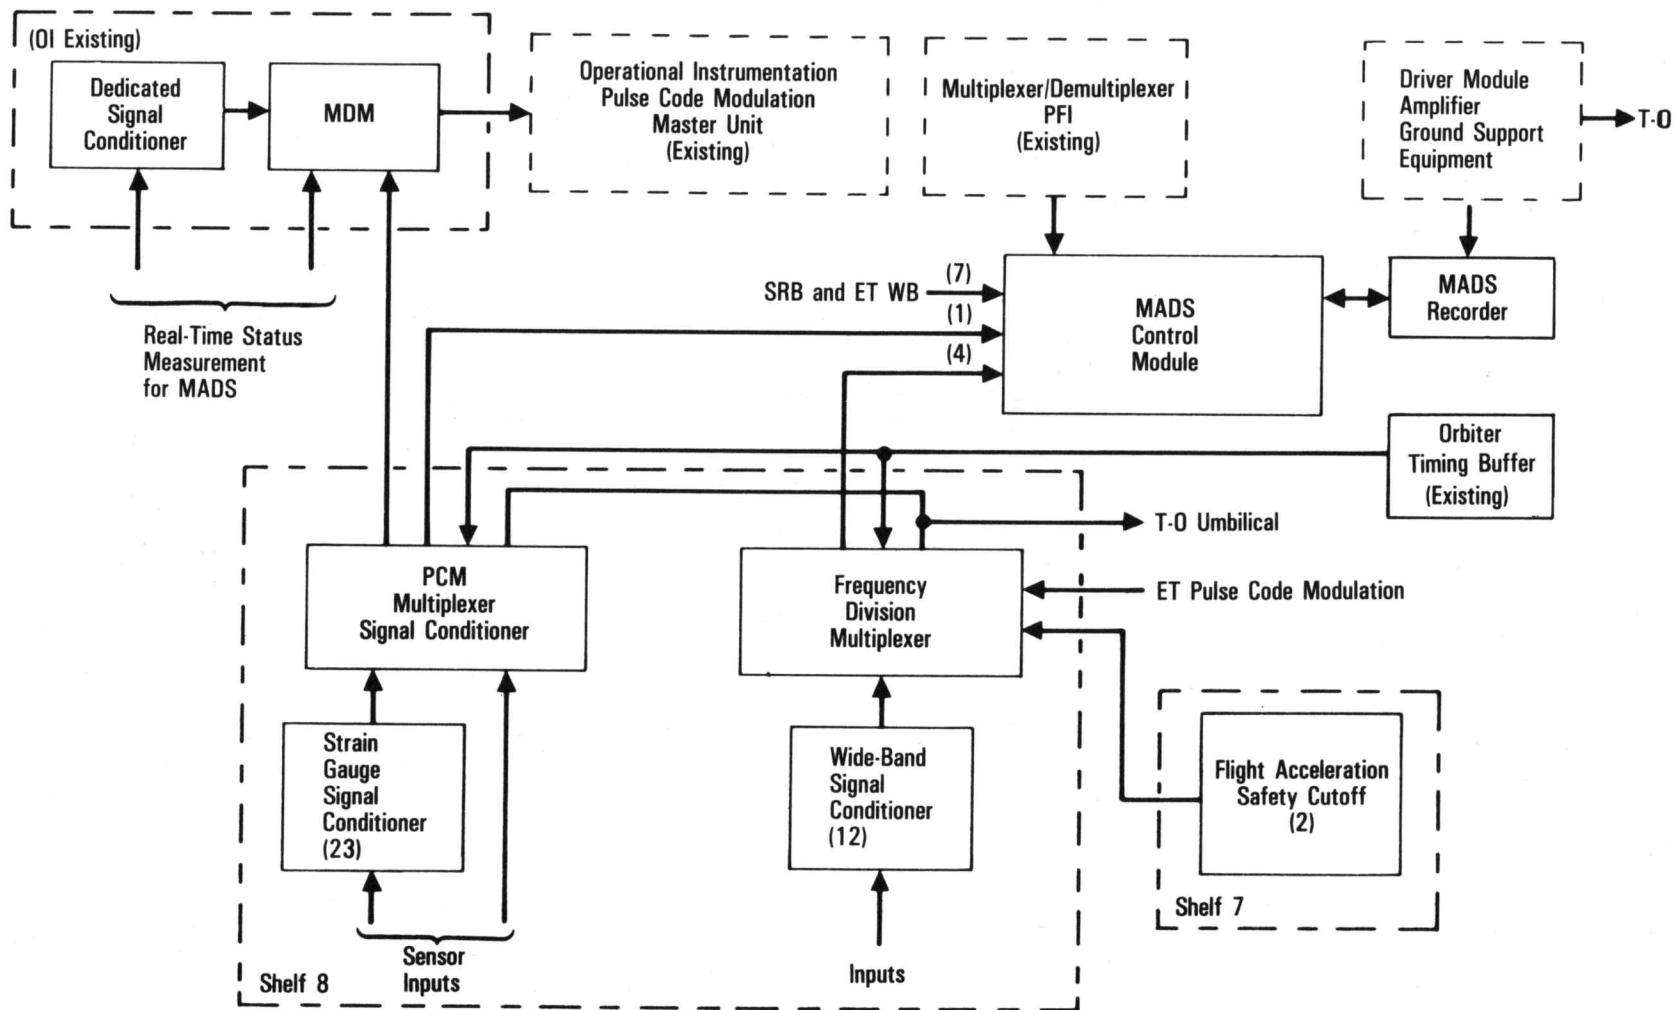 (OI Existing)
Dedicated
Signal
Conditioner
MDM
Operational Instrumentation
Pulse Code Modulation
Master Unit
(Existing)
Multiplexer/Demultiplexer
PFI
(Existing)
Driver Module
Amplifier
Ground Support
Equipment
T-O
Real-Time Status
Measurement
for MADS
SRB and ET WB
(7)
(1)
(4)
MADS
Control
Module
MADS
Recorder
Orbiter
Timing Buffer
(Existing)
T-O Umbilical
PCM
Multiplexer
Signal Conditioner
Frequency
Division
Multiplexer
ET Pulse Code Modulation
Strain
Gauge
Signal
Conditioner
(23)
Wide-Band
Signal
Conditioner
(12)
Flight Acceleration
Safety Cutoff
(2)
Shelf 7
Sensor
Inputs
Inputs
Shelf 8